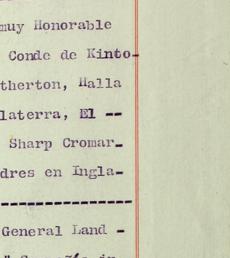 muy Honorable
Conde de Kinto-
therton, Halla
laterra, El --
Sharp Cromar-
dres en Ingla-
---------------
General Land -